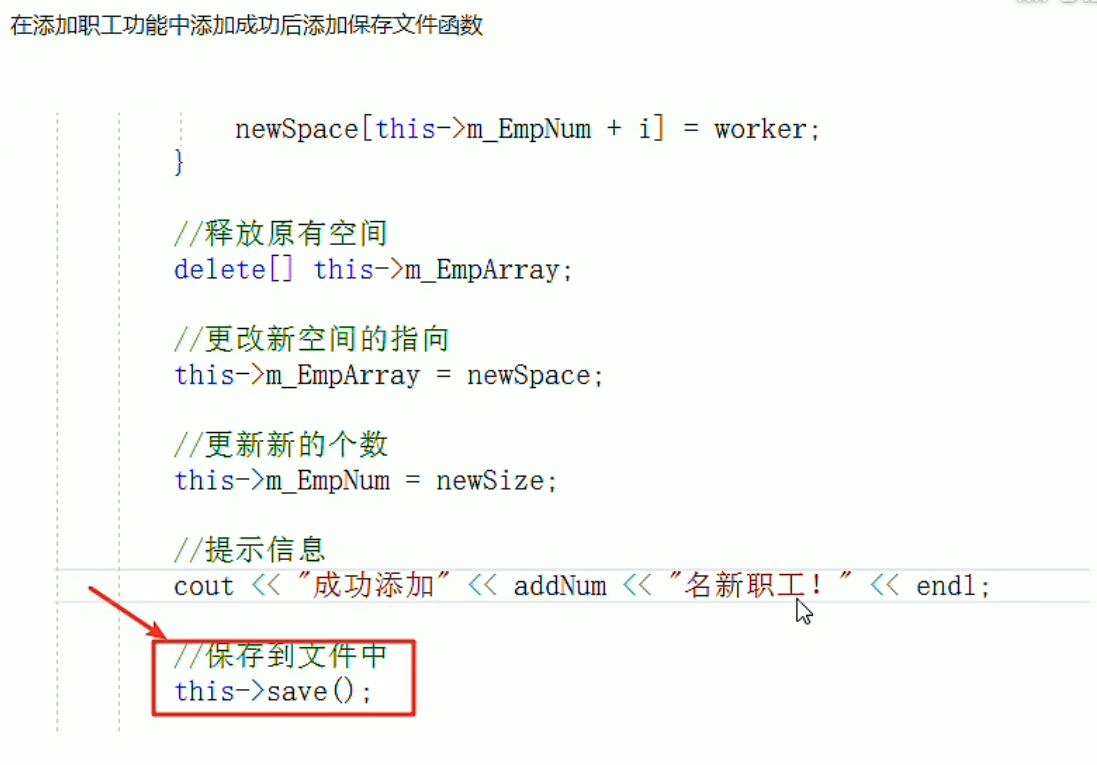 在添加职工功能中添加成功后添加保存文件函数
newSpace[this->m_EmpNum + i] = worker;
}
//释放原有空间
delete[] this->m_EmpArray;
//更改新空间的指向
this->m_EmpArray = newSpace;
//更新新的个数
this->m_EmpNum = newSize;
//提示信息
cout << "成功添加" << addNum << "名新职工！" << endl;
//保存到文件中
this->save();